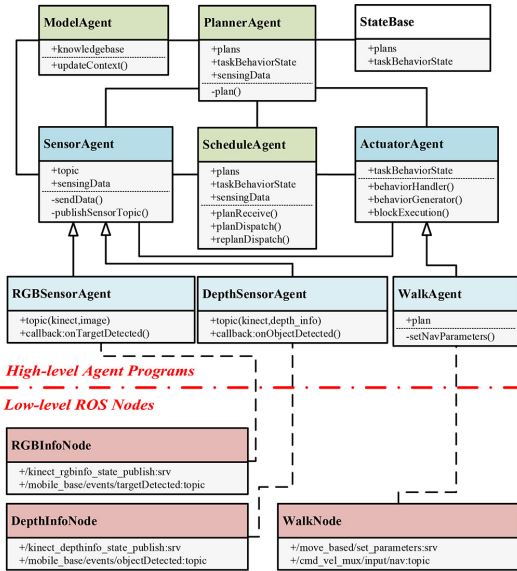 ModelAgent
+knowledgebase
+updateContext()
PlannerAgent
+plans
+taskBehaviorState
+sensingData
-plan()
StateBase
+plans
+taskBehaviorState
SensorAgent
+topic
+sensingData
-sendData()
-publishSensorTopic()
ScheduleAgent
+plans
+taskBehaviorState
+sensingData
+planReceive()
+planDispatch()
+replanDispatch()
ActuatorAgent
+taskBehaviorState
+behaviorHandler()
+behaviorGenerator()
+blockExecution()
RGBSensorAgent
+topic(kinect,image)
+callback:onTargetDetected()
DepthSensorAgent
+topic(kinect,depth_info)
+callback:onObjectDetected()
WalkAgent
+plan
-setNavParameters()
High-level Agent Programs
Low-level ROS Nodes
RGBInfoNode
+/kinect_rgbinfo_state_publish:srv
+/mobile_base/events/targetDetected:topic
DepthInfoNode
+/kinect_depthinfo_state_publish:srv
+/mobile_base/events/objectDetected:topic
WalkNode
+/move_based/set_parameters:srv
+/cmd_vel_mux/input/nav:topic